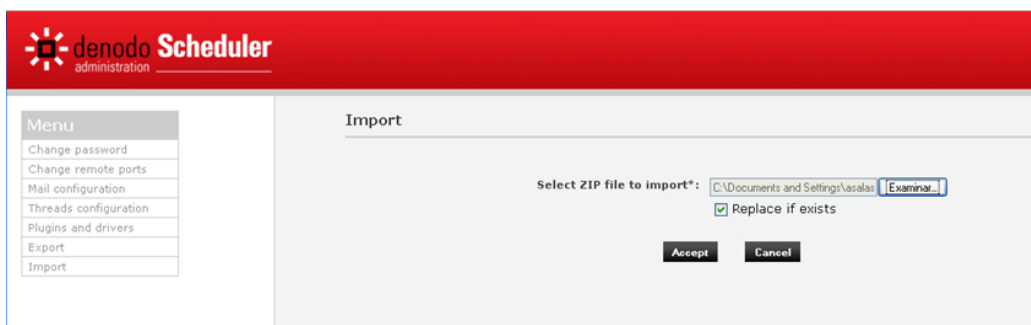 denodo Scheduler
administration
Menu
Change password
Change remote ports
Mail configuration
Threads configuration
Plugins and drivers
Export
Import
Import
Select ZIP file to import*: C:\Documents and Settings\asalas Examinar...
Replace if exists
Accept Cancel